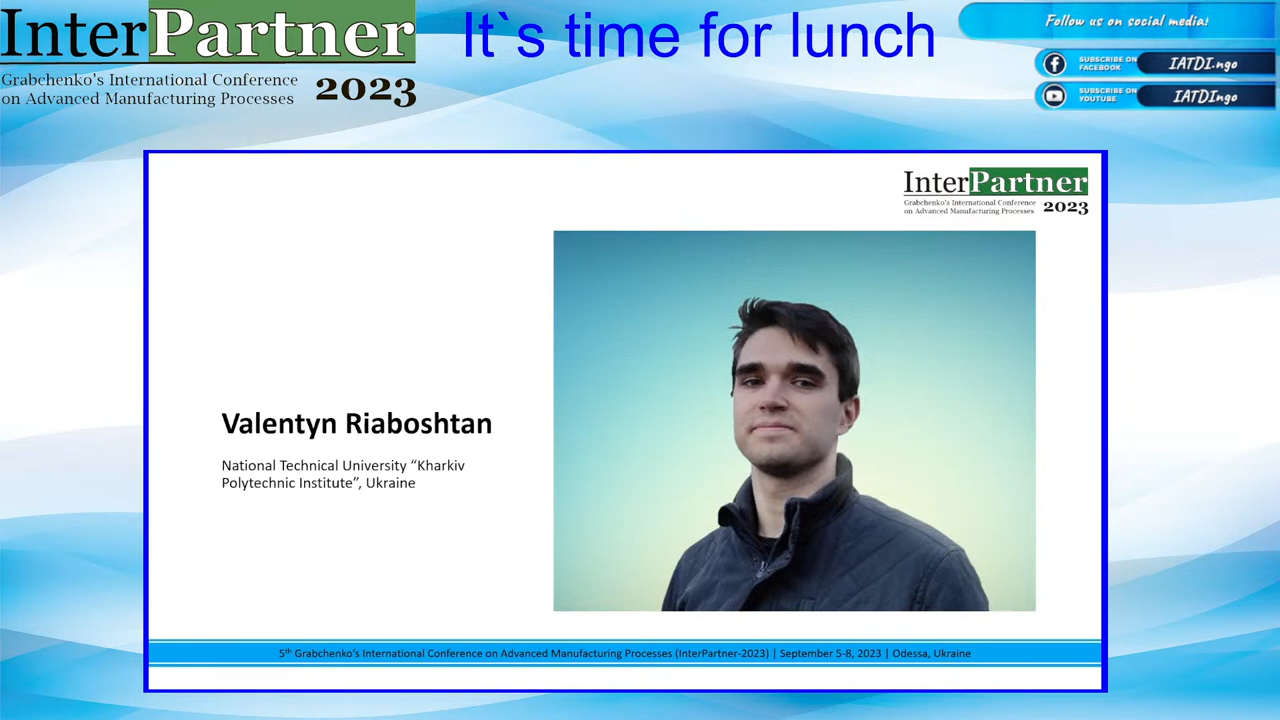 InterPartner
Grabchenko's International Conference
on Advanced Manufacturing Processes 2023
It`s time for lunch
Follow us on social media!
SUBSCRIBE ON
FACEBOOK
IATDI.ngo
SUBSCRIBE ON
YOUTUBE
IATDIngo
InterPartner
Grabchenko's International Conference
on Advanced Manufacturing Processes 2023
Valentyn Riaboshtan
National Technical University “Kharkiv
Polytechnic Institute”, Ukraine
5th Grabchenko’s International Conference on Advanced Manufacturing Processes (InterPartner-2023) | September 5-8, 2023 | Odessa, Ukraine